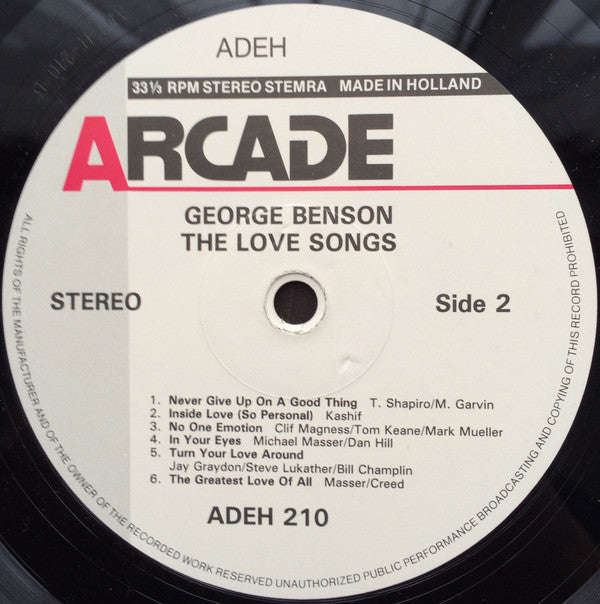 ADEH
33⅓ RPM STEREO STEMRA MADE IN HOLLAND
ARCADE
GEORGE BENSON
THE LOVE SONGS
STEREO
Side 2
1. Never Give Up On A Good Thing T. Shapiro/M. Garvin
2. Inside Love (So Personal) Kashif
3. No One Emotion Clif Magness/Tom Keane/Mark Mueller
4. In Your Eyes Michael Masser/Dan Hill
5. Turn Your Love Around
Jay Graydon/Steve Lukather/Bill Champlin
6. The Greatest Love Of All Masser/Creed
ADEH 210
ALL RIGHTS OF THE MANUFACTURER AND OF THE OWNER OF THE RECORDED WORK RESERVED UNAUTHORIZED PUBLIC PERFORMANCE BROADCASTING AND COPYING OF THIS RECORD PROHIBITED